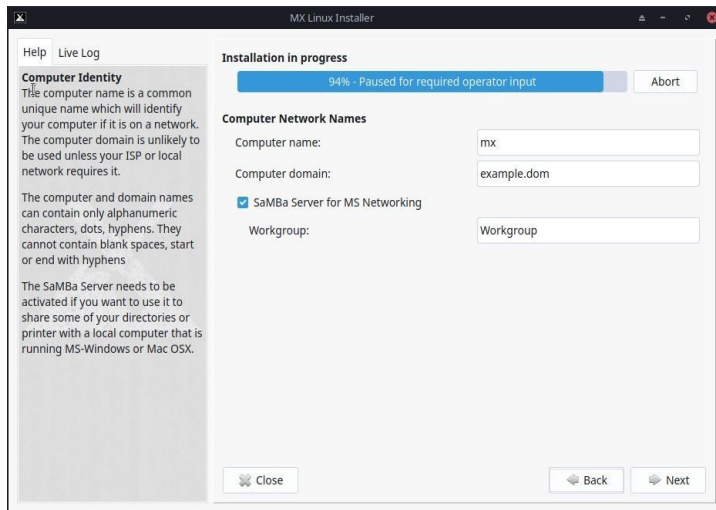 MX Linux Installer
Help
Live Log
Computer Identity
The computer name is a common
unique name which will identify
your computer if it is on a network.
The computer domain is unlikely to
be used unless your ISP or local
network requires it.
The computer and domain names
can contain only alphanumeric
characters, dots, hyphens. They
cannot contain blank spaces, start
or end with hyphens
The SaMBa Server needs to be
activated if you want to use it to
share some of your directories or
printer with a local computer that is
running MS-Windows or Mac OSX.
Installation in progress
94% - Paused for required operator input
Abort
Computer Network Names
Computer name:
mx
Computer domain:
example.dom
SaMBa Server for MS Networking
Workgroup:
Workgroup
Close
Back
Next